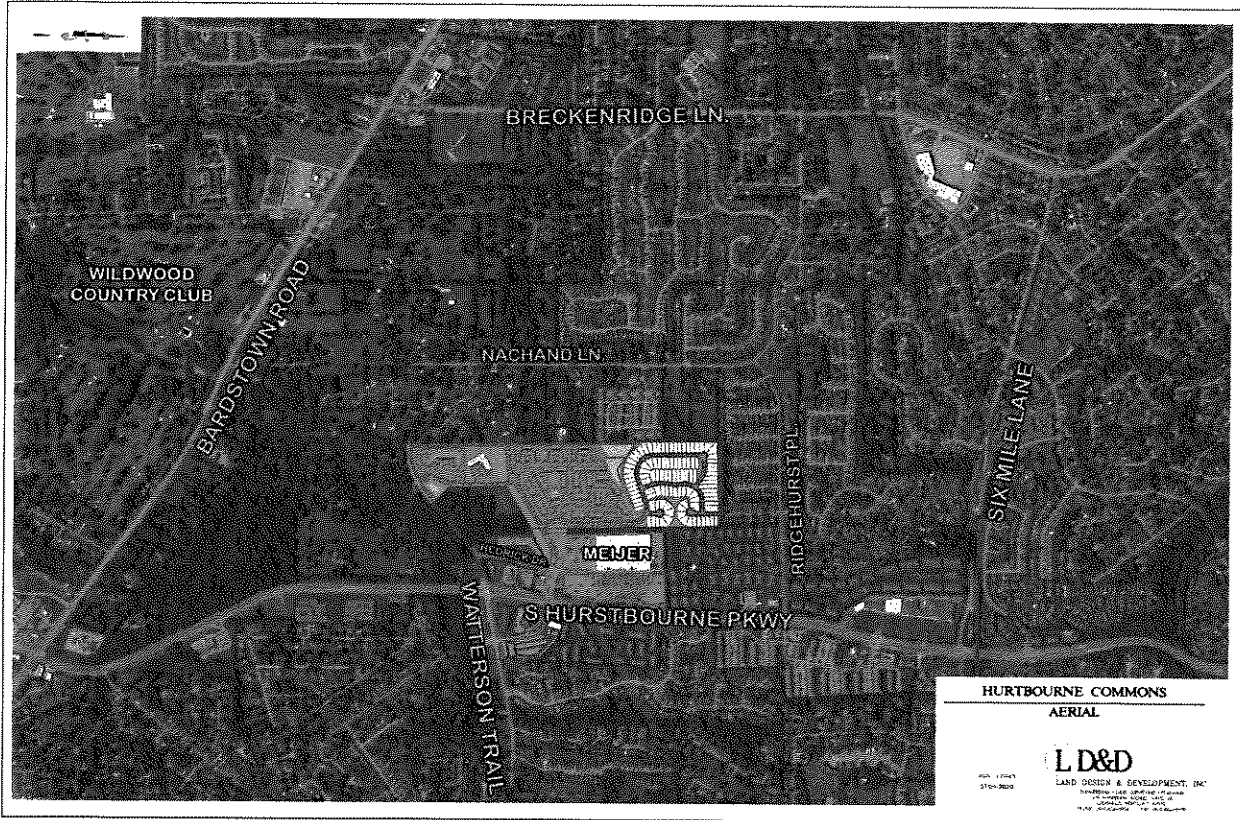 BRECKENRIDGE LN.
WILDWOOD
COUNTRY CLUB
BARDSTOWN ROAD
NACHAND LN
SIX MILE LANE
RIDGEHURST PL.
MEIJER
WATTERSON TRAIL
S HURSTBOURNE PKWY
HURTBOURNE COMMONS
AERIAL
L D&D
LAND DESIGN & DEVELOPMENT, INC